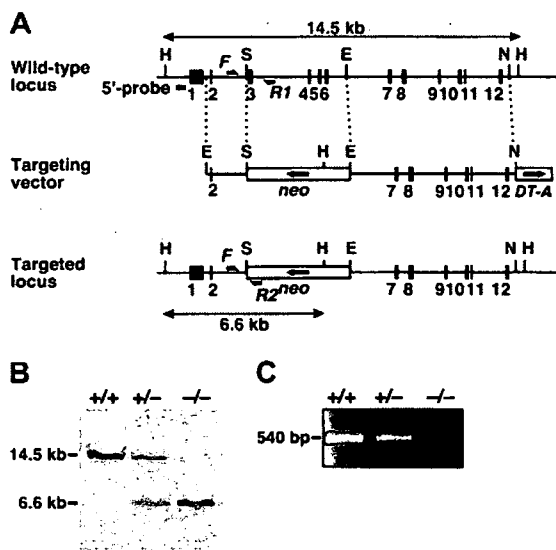 A
14.5 kb
H F S E N H
Wild-type locus
5'-probe
1 2 3 R1 456 7 8 9 10 11 12
E S H E N
Targeting vector
2 neo 7 8 9 10 11 12 DT-A
H F S H E N H
Targeted locus
1 2 R2 neo 7 8 9 10 11 12
6.6 kb
B
+/+ +/– –/–
14.5 kb
6.6 kb
C
+/+ +/– –/–
540 bp